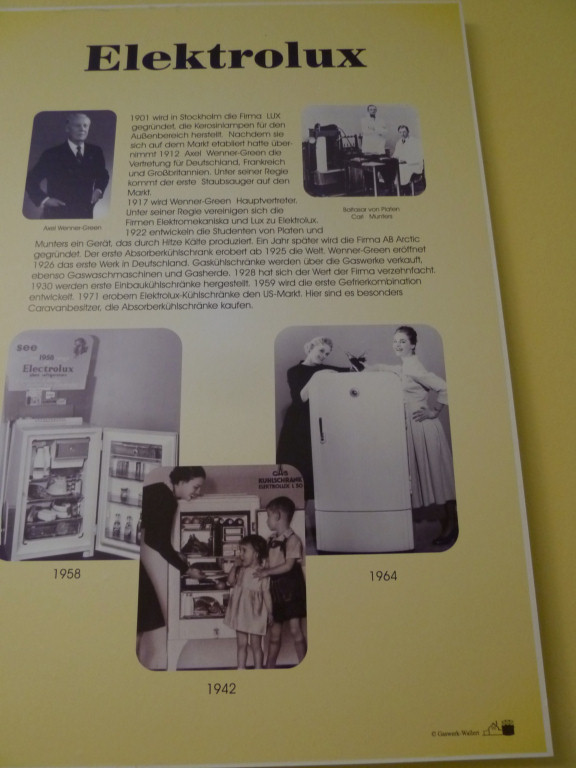 Elektrolux
1901 wird in Stockholm die Firma LUX
gegründet, die Kerosinlampen für den
Außenbereich herstellt. Nachdem sie
sich auf dem Markt etabliert hatte über-
nimmt 1912 Axel Wenner-Green die
Vertretung für Deutschland, Frankreich
und Großbritannien. Unter seiner Regie
kommt der erste Staubsauger auf den
Markt.
1917 wird Wenner-Green Hauptvertreter.
Unter seiner Regie vereinigen sich die
Firmen Elektromekaniska und Lux zu Elektrolux.
1922 entwickeln die Studenten von Platen und
Munters ein Gerät, das durch Hitze Kälte produziert. Ein Jahr später wird die Firma AB Arctic
gegründet. Der erste Absorberkühlschrank erobert ab 1925 die Welt. Wenner-Green eröffnet
1926 das erste Werk in Deutschland. Gaskühlschränke werden über die Gaswerke verkauft,
ebenso Gaswaschmaschinen und Gasherde. 1928 hat sich der Wert der Firma verzehnfacht.
1930 werden erste Einbaukühlschränke hergestellt. 1959 wird die erste Gefrierkombination
entwickelt. 1971 erobern Elektrolux-Kühlschränke den US-Markt. Hier sind es besonders
Caravanbesitzer, die Absorberkühlschränke kaufen.
Axel Wenner-Green
Baltasar von Platen
Carl Munters
see
1958
Electrolux
GAS
KÜHLSCHRANK
ELEKTROLUX L
1958
1964
1942
© Gaswerk-Walleri